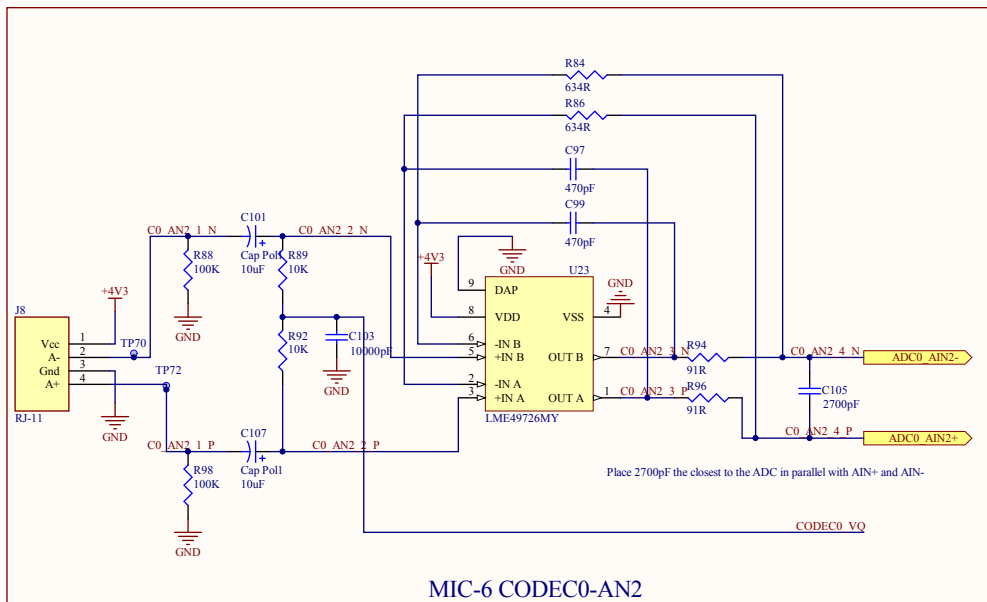 R84
634R
R86
634R
C97
470pF
C99
470pF
C0_AN2_1_N
C101
Cap Pol1
10uF
C0_AN2_2_N
R88
100K
R89
10K
GND
+4V3
GND
U23
GND
+4V3
J8
Vcc 1
A- 2
Gnd 3
A+ 4
RJ-11
TP70
TP72
GND
GND
R92
10K
C103
10000pF
GND
9 DAP
8 VDD
VSS 4
6 -IN B
5 +IN B
OUT B 7
2 -IN A
3 +IN A
OUT A 1
LME49726MY
C0_AN2_3_N
R94
91R
C0_AN2_3_P
R96
91R
C0_AN2_4_N
ADC0_AIN2-
C105
2700pF
C0_AN2_4_P
ADC0_AIN2+
C0_AN2_1_P
C107
Cap Pol1
10uF
C0_AN2_2_P
R98
100K
GND
Place 2700pF the closest to the ADC in parallel with AIN+ and AIN-
CODEC0_VQ
MIC-6 CODEC0-AN2